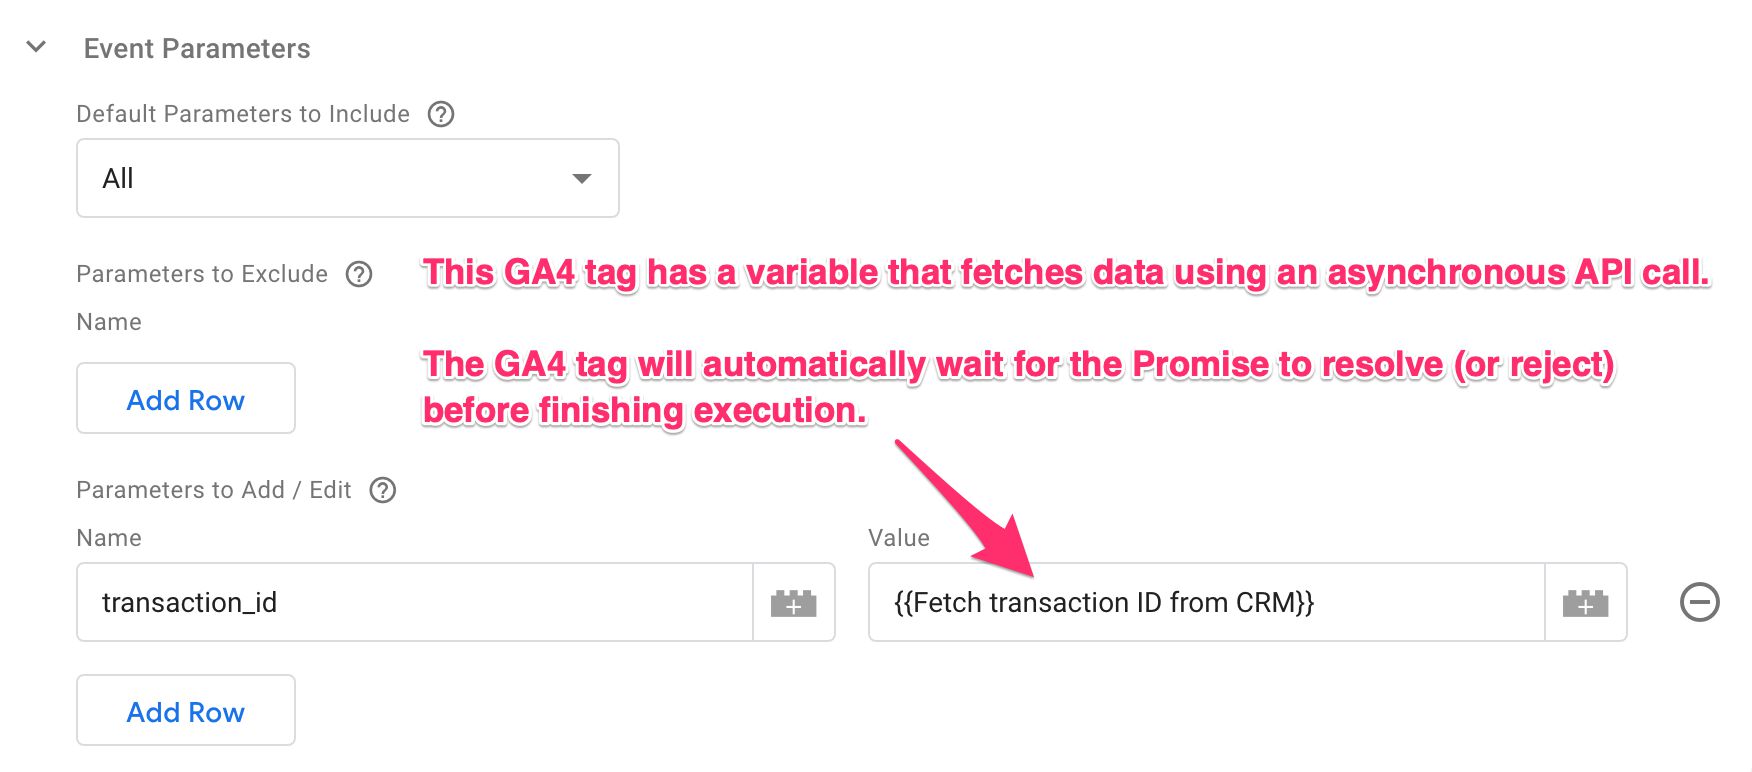 Event Parameters
Default Parameters to Include
All
Parameters to Exclude
This GA4 tag has a variable that fetches data using an asynchronous API call.
Name
The GA4 tag will automatically wait for the Promise to resolve (or reject)
before finishing execution.
Add Row
Parameters to Add / Edit
Name
Value
transaction_id
{{Fetch transaction ID from CRM}}
Add Row